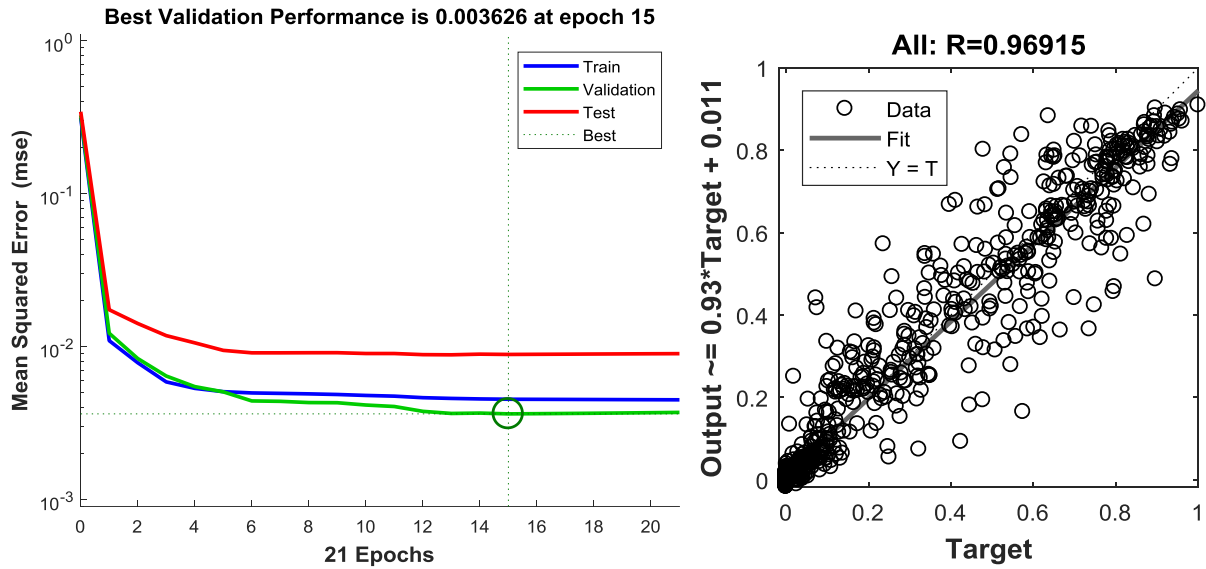 Best Validation Performance is 0.003626 at epoch 15
10^0
10^-1
10^-2
10^-3
Mean Squared Error (mse)
Train
Validation
Test
Best
0 2 4 6 8 10 12 14 16 18 20
21 Epochs
All: R=0.96915
Output ~= 0.93*Target + 0.011
1
0.8
0.6
0.4
0.2
0
Data
Fit
Y = T
0 0.2 0.4 0.6 0.8 1
Target